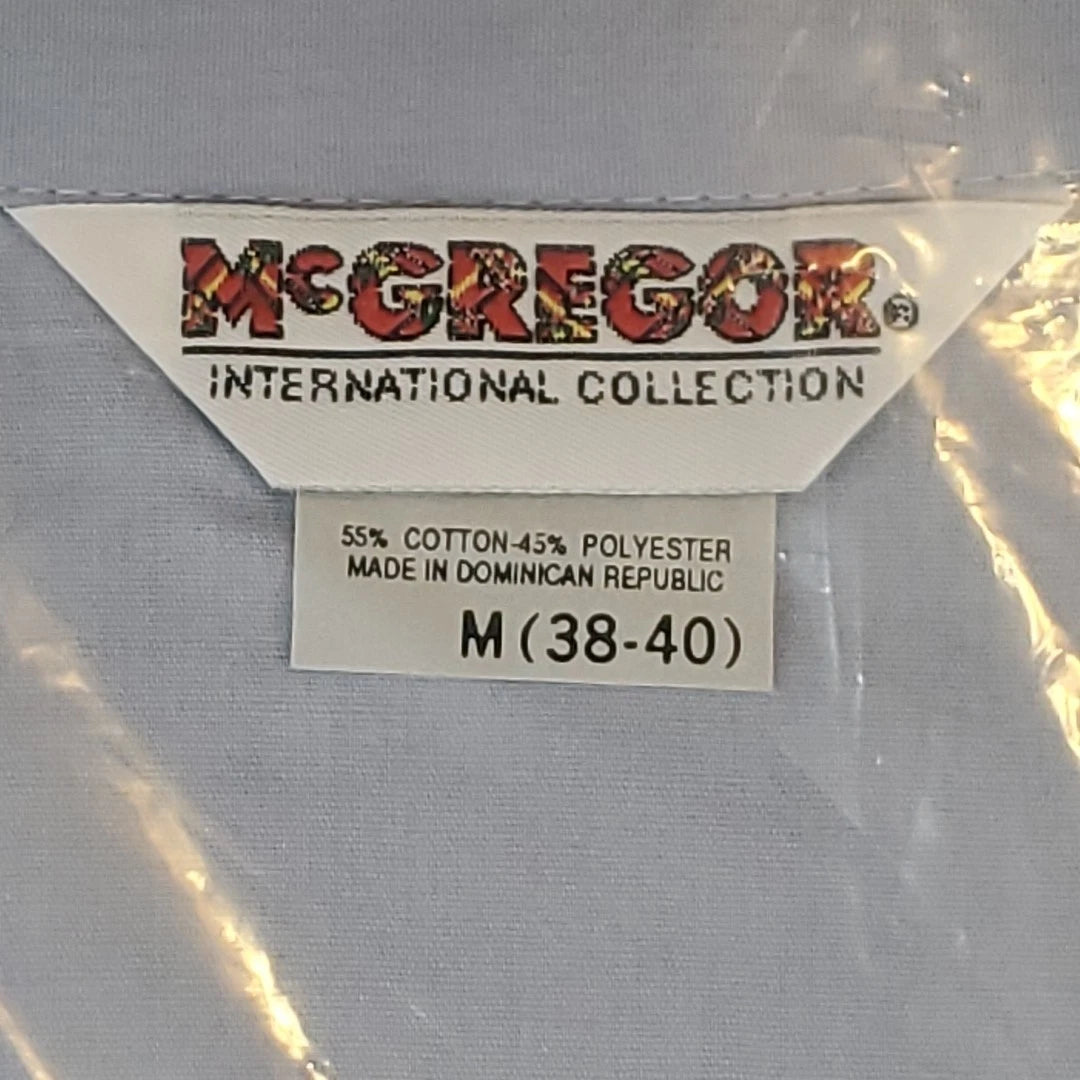 McGREGOR®
INTERNATIONAL COLLECTION
55% COTTON-45% POLYESTER
MADE IN DOMINICAN REPUBLIC
M (38-40)